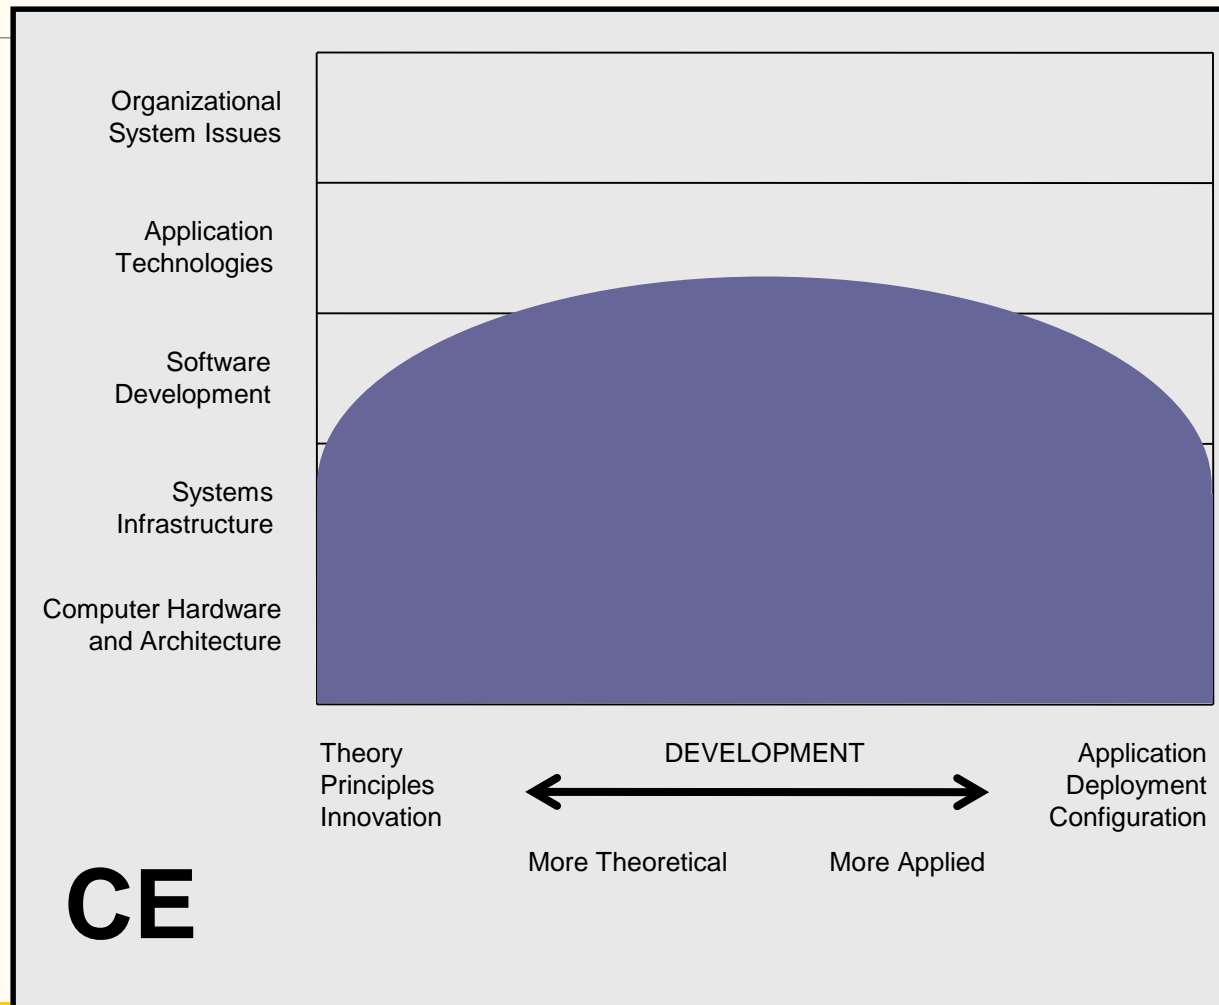 Organizational
System Issues
Application
Technologies
Software
Development
Systems
Infrastructure
Computer Hardware
and Architecture
Theory
Principles
Innovation
DEVELOPMENT
Application
Deployment
Configuration
More Theoretical
More Applied
CE